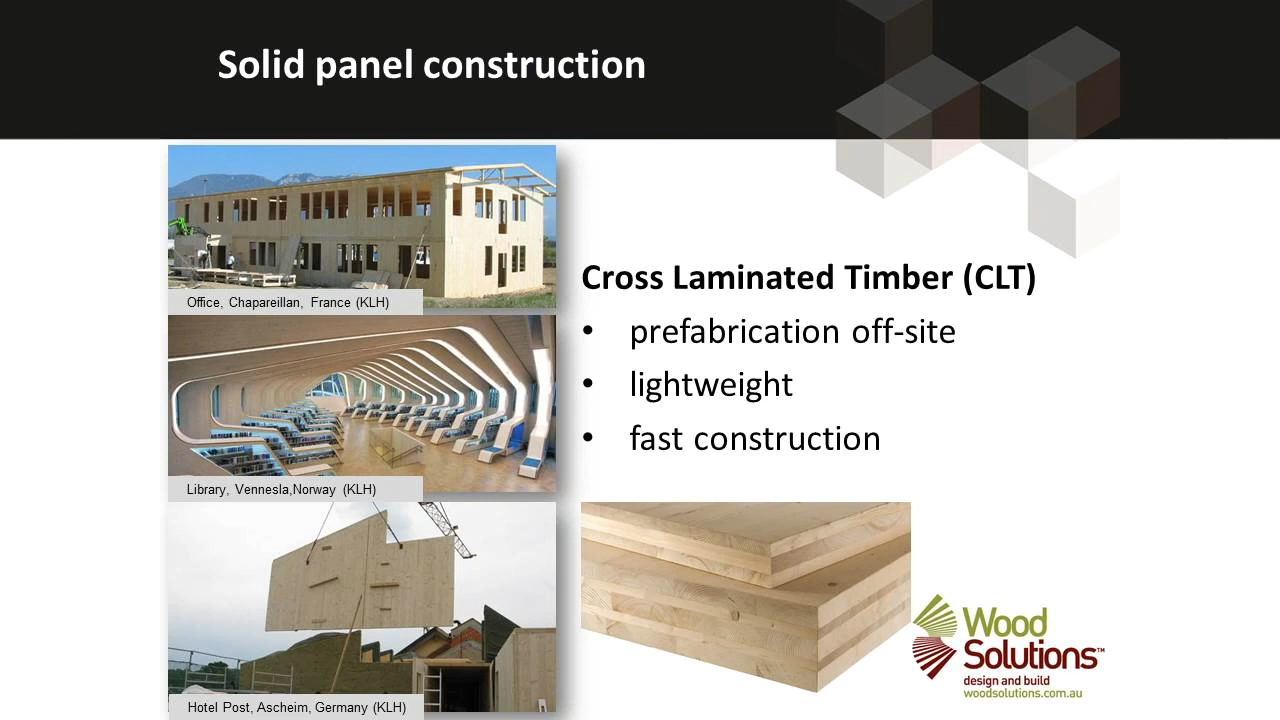 Solid panel construction
Office, Chapareillan, France (KLH)
Library, Vennesla,Norway (KLH)
Hotel Post, Ascheim, Germany (KLH)
Cross Laminated Timber (CLT)
• prefabrication off-site
• lightweight
• fast construction
Wood
Solutions™
design and build
woodsolutions.com.au